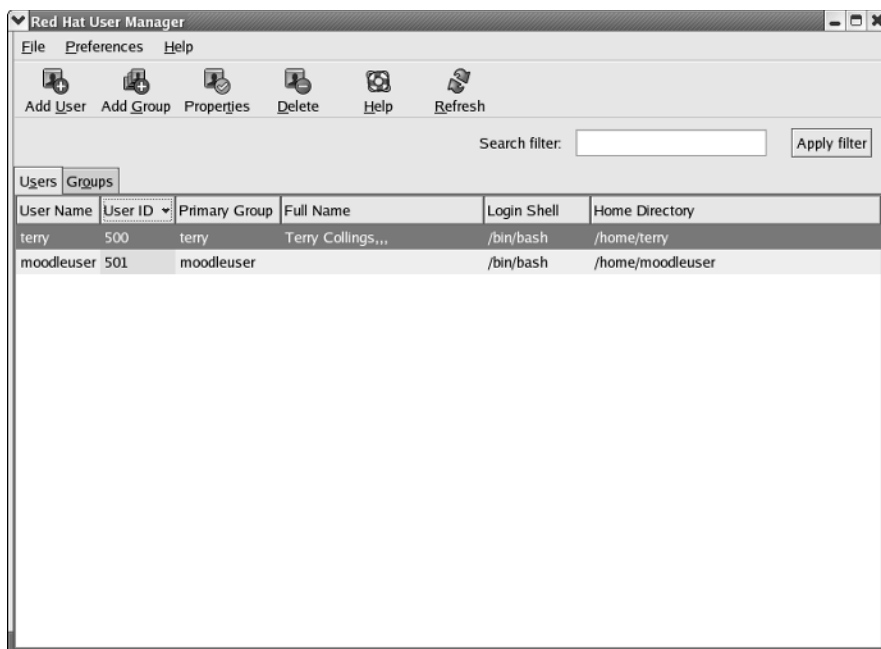 Red Hat User Manager
File Preferences Help
Add User Add Group Properties Delete Help Refresh
Search filter: Apply filter
Users Groups
User Name User ID Primary Group Full Name Login Shell Home Directory
terry 500 terry Terry Collings,,, /bin/bash /home/terry
moodleuser 501 moodleuser /bin/bash /home/moodleuser